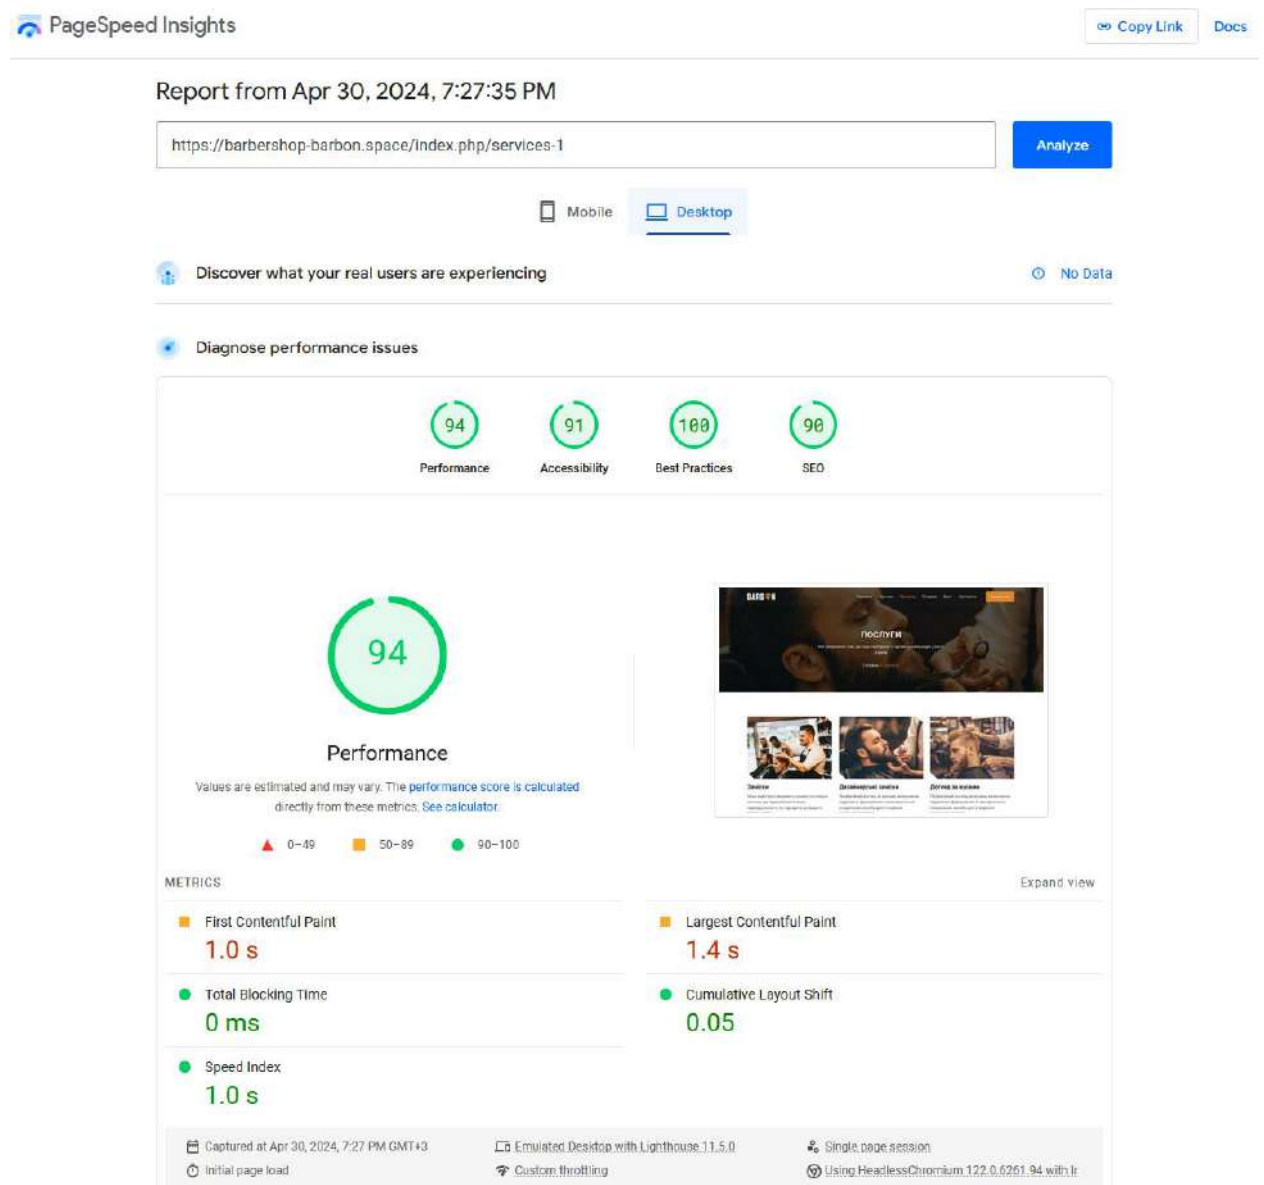 PageSpeed Insights
Copy Link
Docs
Report from Apr 30, 2024, 7:27:35 PM
https://barbershop-barbon.space/index.php/services-1
Analyze
Mobile
Desktop
Discover what your real users are experiencing
No Data
Diagnose performance issues
94
91
100
90
Performance
Accessibility
Best Practices
SEO
94
BARBON
ПОСЛУГИ
Performance
Values are estimated and may vary. The performance score is calculated
directly from these metrics. See calculator.
0–49
50–89
90–100
METRICS
Expand view
First Contentful Paint
1.0 s
Largest Contentful Paint
1.4 s
Total Blocking Time
0 ms
Cumulative Layout Shift
0.05
Speed Index
1.0 s
Captured at Apr 30, 2024, 7:27 PM GMT+3
Emulated Desktop with Lighthouse 11.5.0
Single page session
Initial page load
Custom throttling
Using HeadlessChromium 122.0.6261.94 with lr